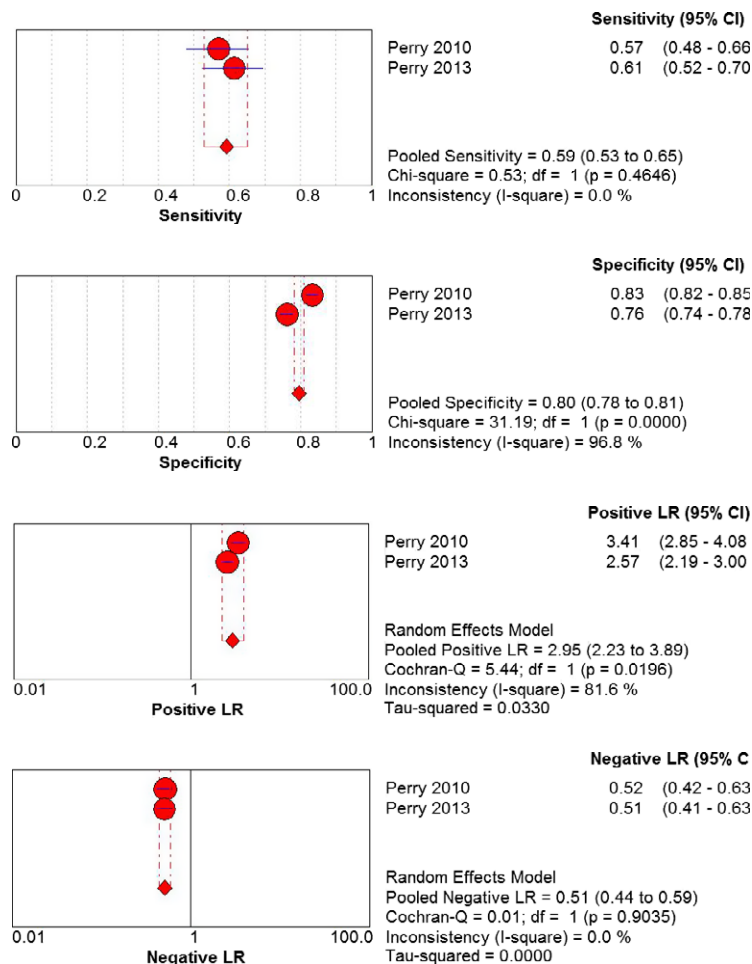 Sensitivity (95% CI)
Perry 2010 0.57 (0.48 - 0.66
Perry 2013 0.61 (0.52 - 0.70
Pooled Sensitivity = 0.59 (0.53 to 0.65)
Chi-square = 0.53; df = 1 (p = 0.4646)
Inconsistency (I-square) = 0.0 %
0 0.2 0.4 0.6 0.8 1
Sensitivity
Specificity (95% CI)
Perry 2010 0.83 (0.82 - 0.85
Perry 2013 0.76 (0.74 - 0.78
Pooled Specificity = 0.80 (0.78 to 0.81)
Chi-square = 31.19; df = 1 (p = 0.0000)
Inconsistency (I-square) = 96.8 %
0 0.2 0.4 0.6 0.8 1
Specificity
Positive LR (95% CI)
Perry 2010 3.41 (2.85 - 4.08
Perry 2013 2.57 (2.19 - 3.00
Random Effects Model
Pooled Positive LR = 2.95 (2.23 to 3.89)
Cochran-Q = 5.44; df = 1 (p = 0.0196)
Inconsistency (I-square) = 81.6 %
Tau-squared = 0.0330
0.01 1 100.0
Positive LR
Negative LR (95% C
Perry 2010 0.52 (0.42 - 0.63
Perry 2013 0.51 (0.41 - 0.63
Random Effects Model
Pooled Negative LR = 0.51 (0.44 to 0.59)
Cochran-Q = 0.01; df = 1 (p = 0.9035)
Inconsistency (I-square) = 0.0 %
Tau-squared = 0.0000
0.01 1 100.0
Negative LR